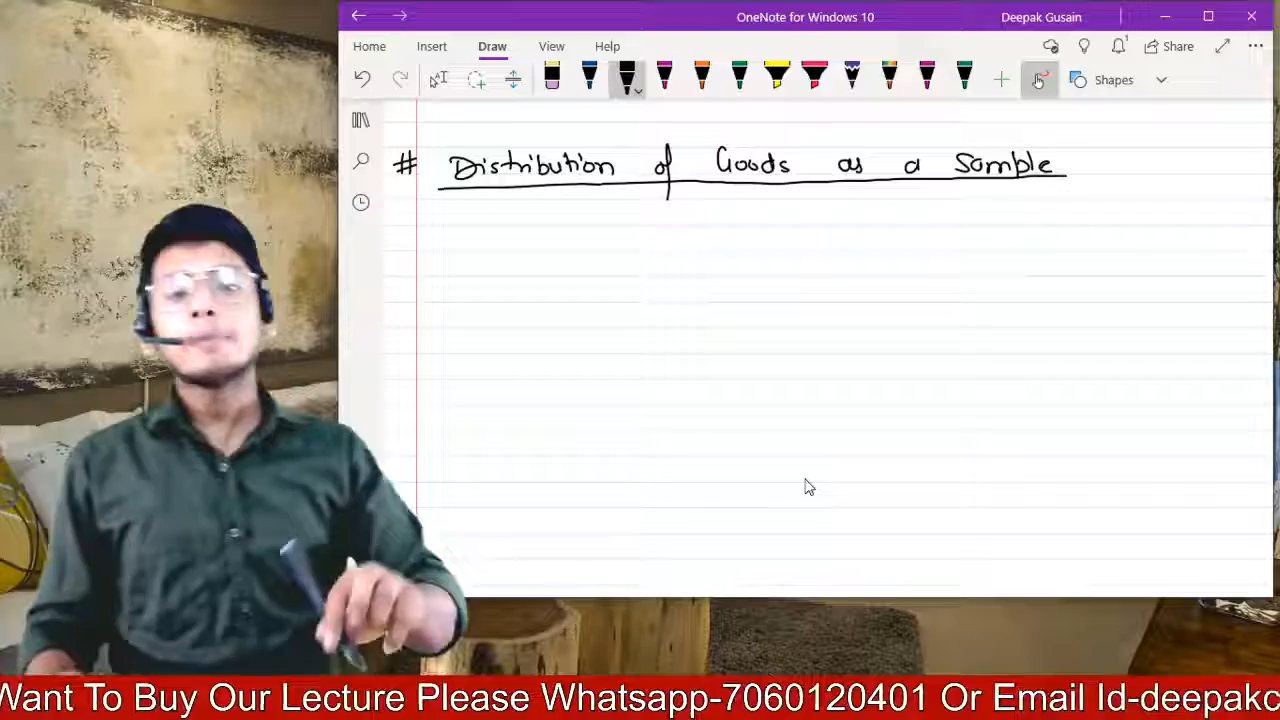 OneNote for Windows 10
Deepak Gusain
Home Insert Draw View Help
Share
Shapes
# Distribution of Goods as a Sample
Want To Buy Our Lecture Please Whatsapp-7060120401 Or Email Id-deepakc